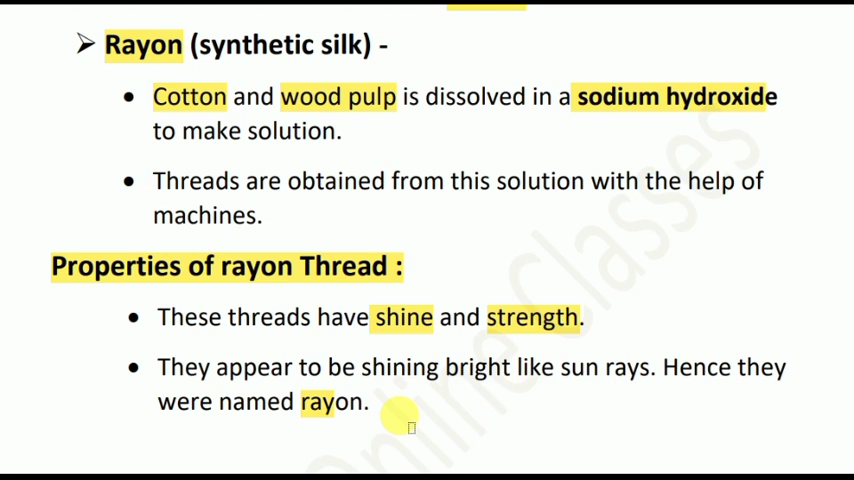 ➢ Rayon (synthetic silk) -
• Cotton and wood pulp is dissolved in a sodium hydroxide
to make solution.
• Threads are obtained from this solution with the help of
machines.
Properties of rayon Thread :
• These threads have shine and strength.
• They appear to be shining bright like sun rays. Hence they
were named rayon.
Online Classes